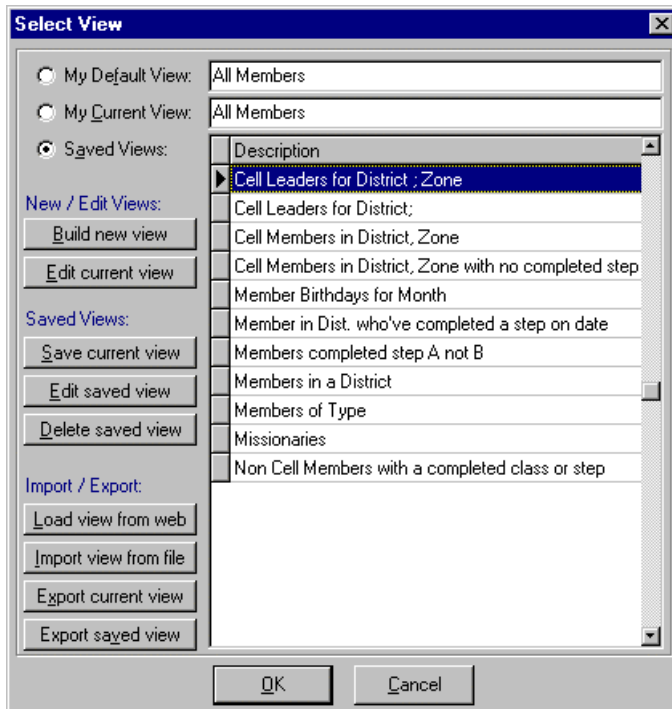 Select View
My Default View: All Members
My Current View: All Members
Saved Views:
Description
Cell Leaders for District ; Zone
Cell Leaders for District;
Cell Members in District, Zone
Cell Members in District, Zone with no completed step
Member Birthdays for Month
Member in Dist. who've completed a step on date
Members completed step A not B
Members in a District
Members of Type
Missionaries
Non Cell Members with a completed class or step
New / Edit Views:
Build new view
Edit current view
Saved Views:
Save current view
Edit saved view
Delete saved view
Import / Export:
Load view from web
Import view from file
Export current view
Export saved view
OK
Cancel